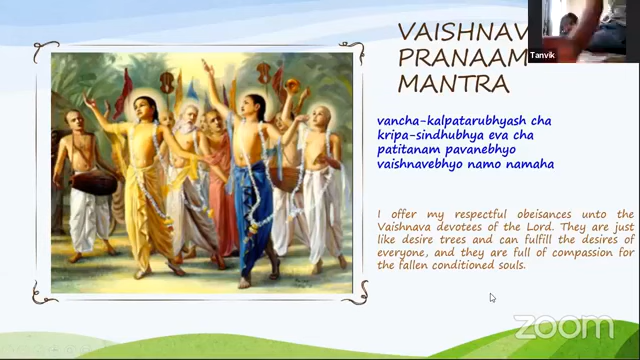 VAISHNAV
PRANAAM
MANTRA
Tanvik
vancha-kalpatarubhyash cha
kripa-sindhubhya eva cha
patitanam pavanebhyo
vaishnavebhyo namo namaha
I offer my respectful obeisances unto the
Vaishnava devotees of the Lord. They are just
like desire trees and can fulfill the desires of
everyone, and they are full of compassion for
the fallen conditioned souls.
zoom